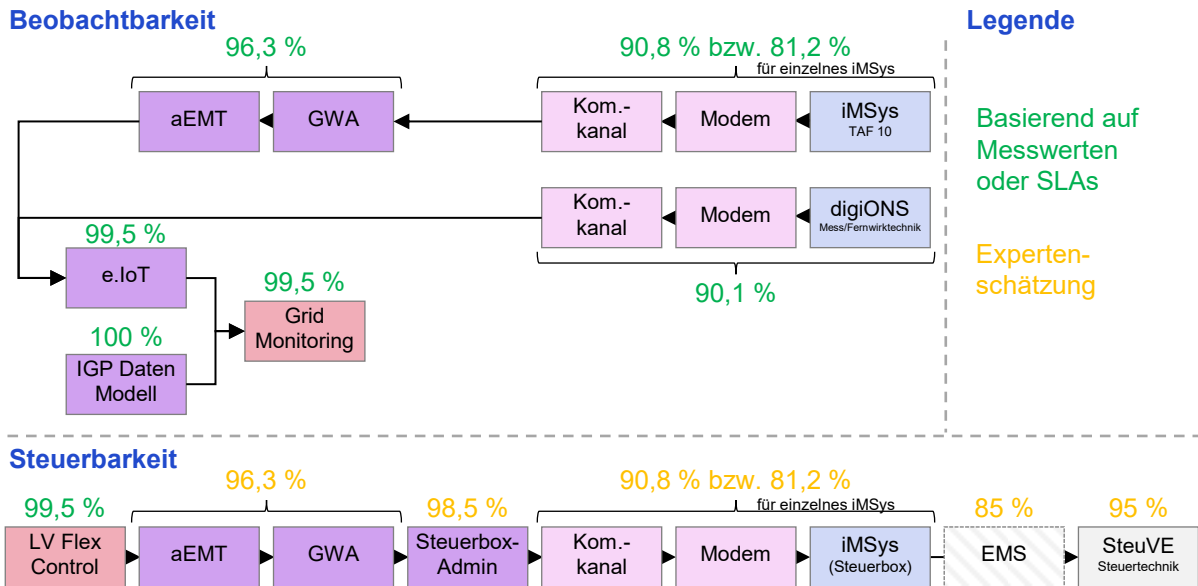 Beobachtbarkeit
Legende
96,3 %
90,8 % bzw. 81,2 %
für einzelnes iMSys
aEMT
GWA
Kom.-
kanal
Modem
iMSys
TAF 10
Basierend auf
Messwerten
oder SLAs
Kom.-
kanal
Modem
digiONS
Mess/Fernwirktechnik
99,5 %
e.IoT
90,1 %
Experten-
schätzung
99,5 %
Grid
Monitoring
100 %
IGP Daten
Modell
Steuerbarkeit
99,5 %
96,3 %
98,5 %
90,8 % bzw. 81,2 %
für einzelnes iMSys
85 %
95 %
LV Flex
Control
aEMT
GWA
Steuerbox-
Admin
Kom.-
kanal
Modem
iMSys
(Steuerbox)
EMS
SteuVE
Steuertechnik